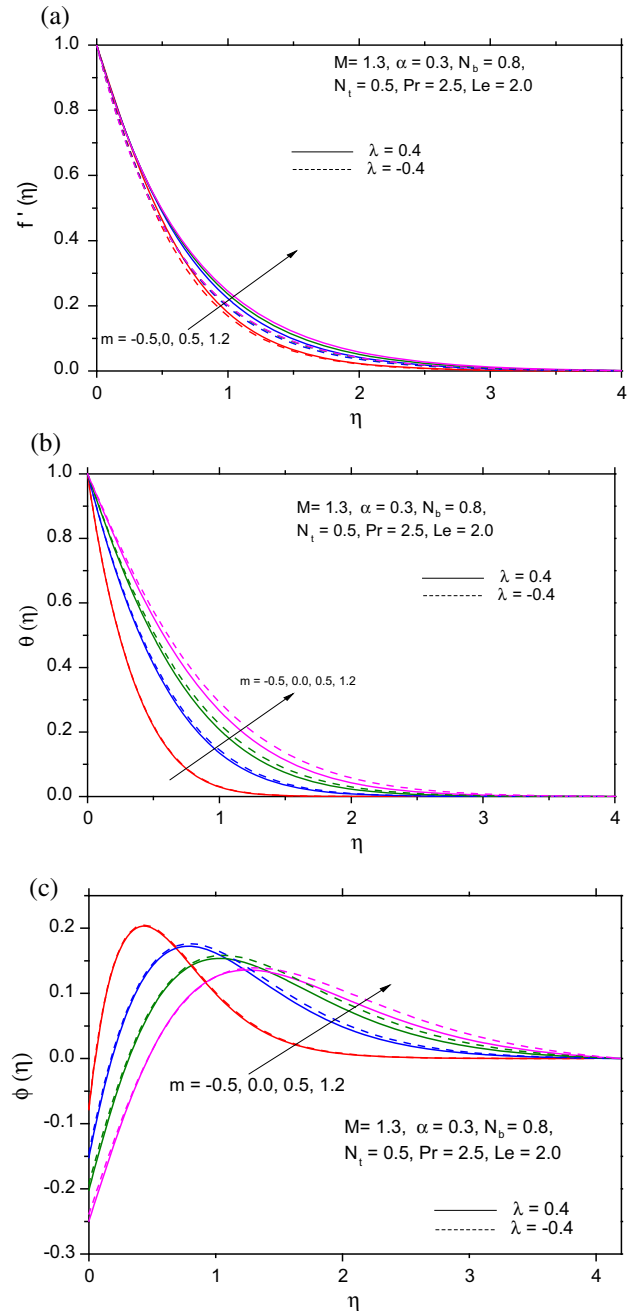 (a)
1.0
0.8
0.6
0.4
0.2
0.0
f ' (η)
M= 1.3, α = 0.3, N_b = 0.8,
N_t = 0.5, Pr = 2.5, Le = 2.0
λ = 0.4
λ = -0.4
m = -0.5,0, 0.5, 1.2
0 1 2 3 4
η
(b)
1.0
0.8
0.6
0.4
0.2
0.0
θ (η)
M= 1.3, α = 0.3, N_b = 0.8,
N_t = 0.5, Pr = 2.5, Le = 2.0
λ = 0.4
λ = -0.4
m = -0.5, 0.0, 0.5, 1.2
0 1 2 3 4
η
(c)
0.2
0.1
0.0
-0.1
-0.2
-0.3
ϕ (η)
m = -0.5, 0.0, 0.5, 1.2
M= 1.3, α = 0.3, N_b = 0.8,
N_t = 0.5, Pr = 2.5, Le = 2.0
λ = 0.4
λ = -0.4
0 1 2 3 4
η